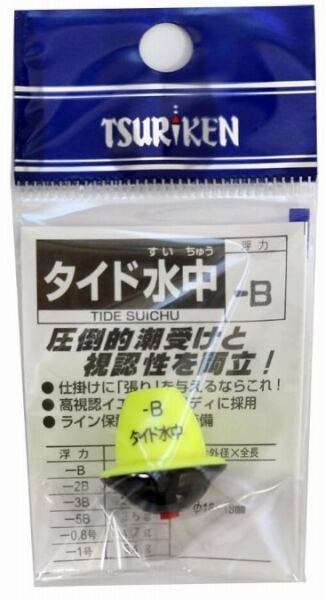 TSURiKEN
すい ちゅう
浮力
タイド水中
-B
TIDE SUICHU
圧倒的潮受けと
視認性を両立!
● 仕掛けに「張り」を与えるならこれ!
● 高視認イエ
ディに採用
● ライン保
備
-B
タイド水中
浮力
外径×全長
-B
-2B
-3B
-5B
-0.8号
-1号